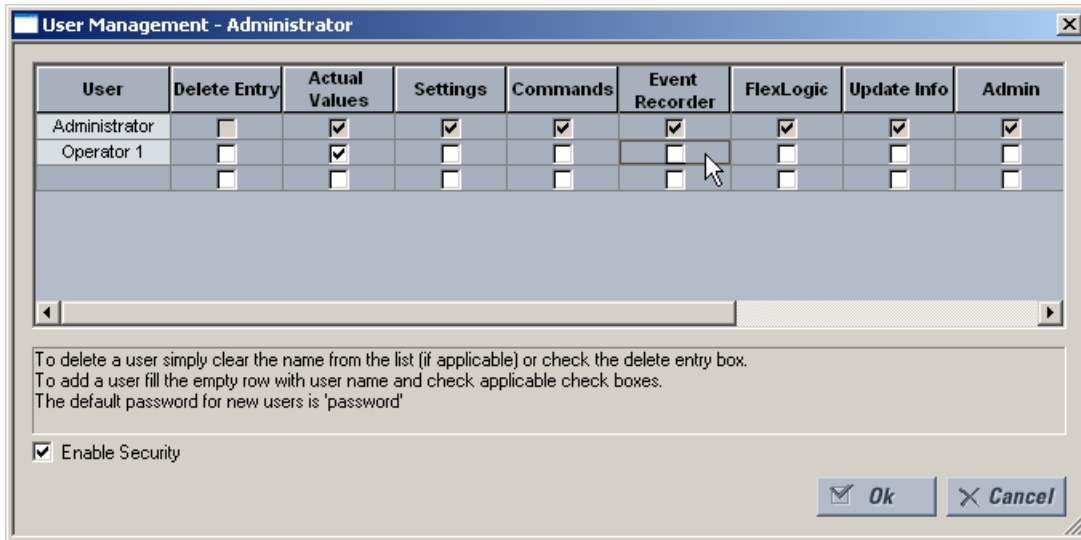 User Management - Administrator
User Delete Entry Actual Values Settings Commands Event Recorder FlexLogic Update Info Admin
Administrator
Operator 1
To delete a user simply clear the name from the list (if applicable) or check the delete entry box.
To add a user fill the empty row with user name and check applicable check boxes.
The default password for new users is 'password'
Enable Security
Ok Cancel